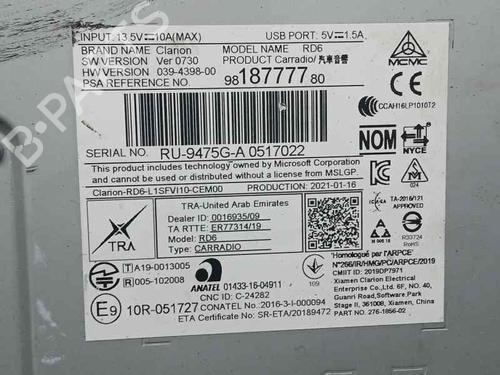 INPUT: 13.5V⎓10A(MAX) USB PORT: 5V⎓1.5A
BRAND NAME Clarion MODEL NAME RD6
SW VERSION Ver 0730 PRODUCT Carradio/汽車音響
HW VERSION 039-4398-00
PSA REFERENCE NO. 98187777 80
MCMC
CCAH16LP1010T2
SERIAL NO. RU-9475G-A 0517022
NOM
NYCE
This product includes technology owned by Microsoft Corporation
and cannot be used or distributed without a license from MSLGP.
Clarion-RD6-L1SFVI10-CEM00 PRODUCTION: 2021-01-16
TRA
TRA-United Arab Emirates
Dealer ID: 0016935/09
TA RTTE: ER77314/19
Model: RD6
Type: CARRADIO
TA-2016/121
APPROVED
R33724
RoHS
T A19-0013005
R 005-102008
ANATEL 01433-16-04911
109
CNC ID: C-24282
E9 10R-051727 CONATEL No: 2016-3-I-000094
ETA Certificate No: SR-ETA/20189472
"Homologué par l'ARPCE"
N°266/IR/HMG/PC/ARPCE/2019
CMIIT ID: 2019DP7971
Xiamen Clarion Electrical
Enterprise Co., Ltd.
Guanri Road,Software Park
Stage II, 361008, Xiamen, China
Part No: 276-1856-02
B-PARTS